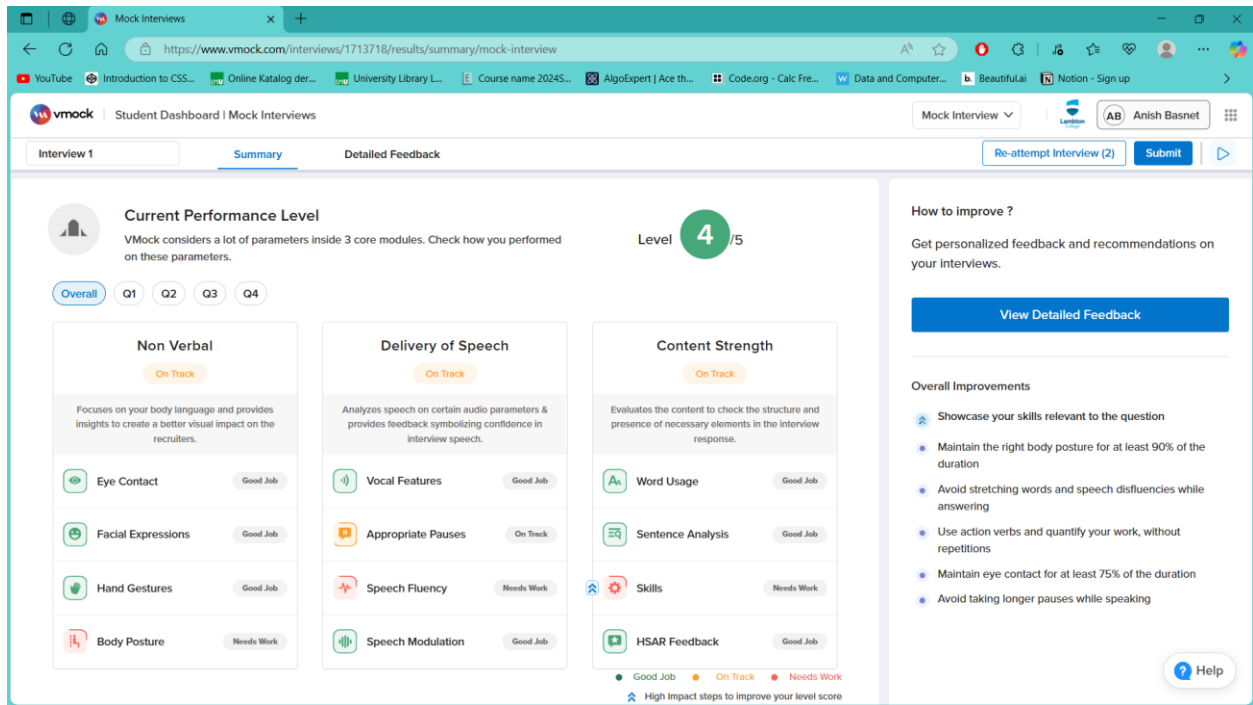 Mock Interviews
https://www.vmock.com/interviews/1713718/results/summary/mock-interview
YouTube Introduction to CSS... Online Katalog der... University Library L... Course name 2024S... AlgoExpert | Ace th... Code.org - Calc Fre... Data and Computer... Beautiful.ai Notion - Sign up
vmock Student Dashboard | Mock Interviews Mock Interview Lambton College AB Anish Basnet
Interview 1 Summary Detailed Feedback Re-attempt Interview (2) Submit
Current Performance Level
VMock considers a lot of parameters inside 3 core modules. Check how you performed
on these parameters.
Level 4 /5
Overall Q1 Q2 Q3 Q4
Non Verbal
On Track
Focuses on your body language and provides
insights to create a better visual impact on the
recruiters.
Eye Contact Good Job
Facial Expressions Good Job
Hand Gestures Good Job
Body Posture Needs Work
Delivery of Speech
On Track
Analyzes speech on certain audio parameters &
provides feedback symbolizing confidence in
interview speech.
Vocal Features Good Job
Appropriate Pauses On Track
Speech Fluency Needs Work
Speech Modulation Good Job
Content Strength
On Track
Evaluates the content to check the structure and
presence of necessary elements in the interview
response.
Word Usage Good Job
Sentence Analysis Good Job
Skills Needs Work
HSAR Feedback Good Job
Good Job On Track Needs Work
High Impact steps to improve your level score
How to improve ?
Get personalized feedback and recommendations on
your interviews.
View Detailed Feedback
Overall Improvements
Showcase your skills relevant to the question
Maintain the right body posture for at least 90% of the
duration
Avoid stretching words and speech disfluencies while
answering
Use action verbs and quantify your work, without
repetitions
Maintain eye contact for at least 75% of the duration
Avoid taking longer pauses while speaking
? Help